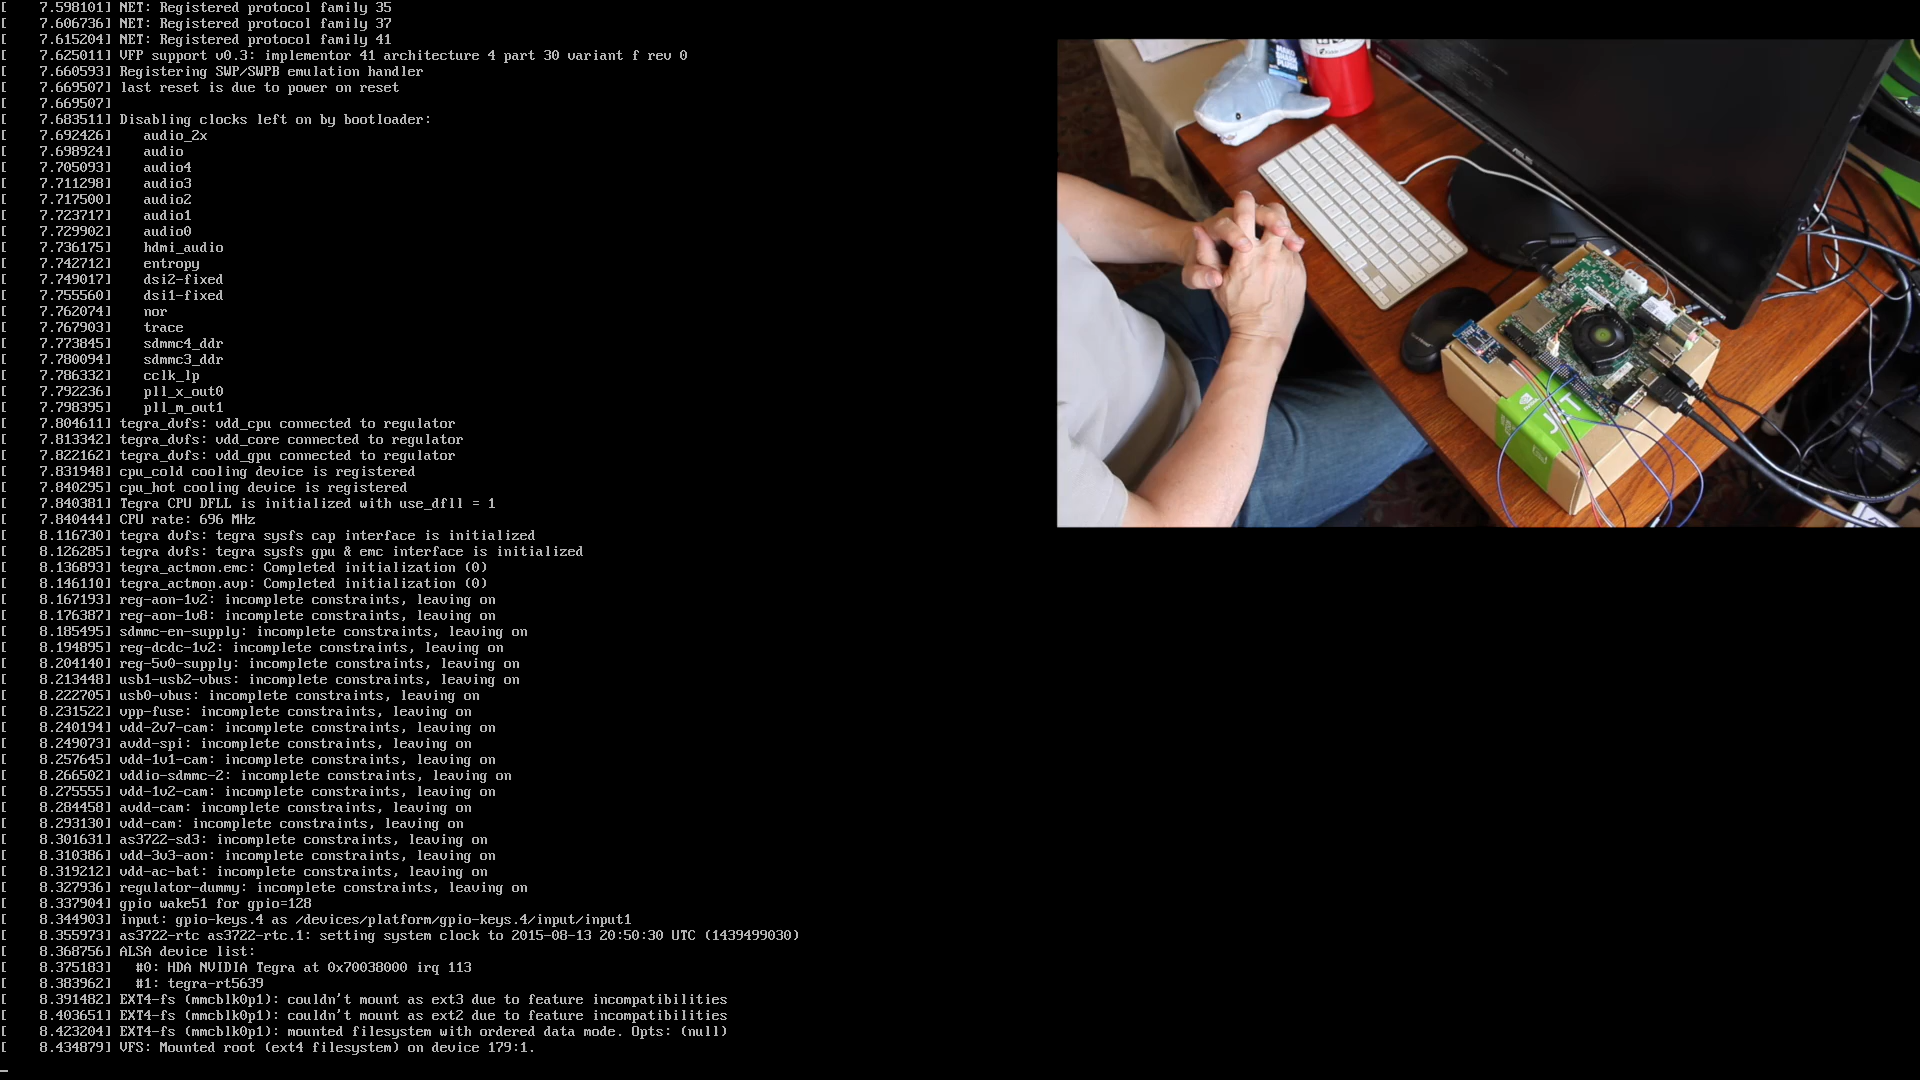 [    7.598101] NET: Registered protocol family 35
[    7.606736] NET: Registered protocol family 37
[    7.615204] NET: Registered protocol family 41
[    7.625011] VFP support v0.3: implementor 41 architecture 4 part 30 variant f rev 0
[    7.660593] Registering SWP/SWPB emulation handler
[    7.669507] last reset is due to power on reset
[    7.669507]
[    7.683511] Disabling clocks left on by bootloader:
[    7.692426]    audio_2x
[    7.698924]    audio
[    7.705093]    audio4
[    7.711298]    audio3
[    7.717500]    audio2
[    7.723717]    audio1
[    7.729902]    audio0
[    7.736175]    hdmi_audio
[    7.742712]    entropy
[    7.749017]    dsi2-fixed
[    7.755560]    dsi1-fixed
[    7.762074]    nor
[    7.767903]    trace
[    7.773845]    sdmmc4_ddr
[    7.780094]    sdmmc3_ddr
[    7.786332]    cclk_lp
[    7.792236]    pll_x_out0
[    7.798395]    pll_m_out1
[    7.804611] tegra_dvfs: vdd_cpu connected to regulator
[    7.813342] tegra_dvfs: vdd_core connected to regulator
[    7.822162] tegra_dvfs: vdd_gpu connected to regulator
[    7.831948] cpu_cold cooling device is registered
[    7.840295] cpu_hot cooling device is registered
[    7.840381] Tegra CPU DFLL is initialized with use_dfll = 1
[    7.840444] CPU rate: 696 MHz
[    8.116730] tegra dvfs: tegra sysfs cap interface is initialized
[    8.126285] tegra dvfs: tegra sysfs gpu & emc interface is initialized
[    8.136893] tegra_actmon.emc: Completed initialization (0)
[    8.146110] tegra_actmon.avp: Completed initialization (0)
[    8.167193] reg-aon-1v2: incomplete constraints, leaving on
[    8.176387] reg-aon-1v8: incomplete constraints, leaving on
[    8.185495] sdmmc-en-supply: incomplete constraints, leaving on
[    8.194895] reg-dcdc-1v2: incomplete constraints, leaving on
[    8.204140] reg-5v0-supply: incomplete constraints, leaving on
[    8.213448] usb1-usb2-vbus: incomplete constraints, leaving on
[    8.222705] usb0-vbus: incomplete constraints, leaving on
[    8.231522] vpp-fuse: incomplete constraints, leaving on
[    8.240194] vdd-2v7-cam: incomplete constraints, leaving on
[    8.249073] avdd-spi: incomplete constraints, leaving on
[    8.257645] vdd-1v1-cam: incomplete constraints, leaving on
[    8.266502] vddio-sdmmc-2: incomplete constraints, leaving on
[    8.275555] vdd-1v2-cam: incomplete constraints, leaving on
[    8.284458] avdd-cam: incomplete constraints, leaving on
[    8.293130] vdd-cam: incomplete constraints, leaving on
[    8.301631] as3722-sd3: incomplete constraints, leaving on
[    8.310386] vdd-3v3-aon: incomplete constraints, leaving on
[    8.319212] vdd-ac-bat: incomplete constraints, leaving on
[    8.327936] regulator-dummy: incomplete constraints, leaving on
[    8.337904] gpio wake51 for gpio=128
[    8.344903] input: gpio-keys.4 as /devices/platform/gpio-keys.4/input/input1
[    8.355973] as3722-rtc as3722-rtc.1: setting system clock to 2015-08-13 20:50:30 UTC (1439499030)
[    8.368756] ALSA device list:
[    8.375183]   #0: HDA NVIDIA Tegra at 0x70038000 irq 113
[    8.383962]   #1: tegra-rt5639
[    8.391482] EXT4-fs (mmcblk0p1): couldn't mount as ext3 due to feature incompatibilities
[    8.403651] EXT4-fs (mmcblk0p1): couldn't mount as ext2 due to feature incompatibilities
[    8.423204] EXT4-fs (mmcblk0p1): mounted filesystem with ordered data mode. Opts: (null)
[    8.434879] VFS: Mounted root (ext4 filesystem) on device 179:1.